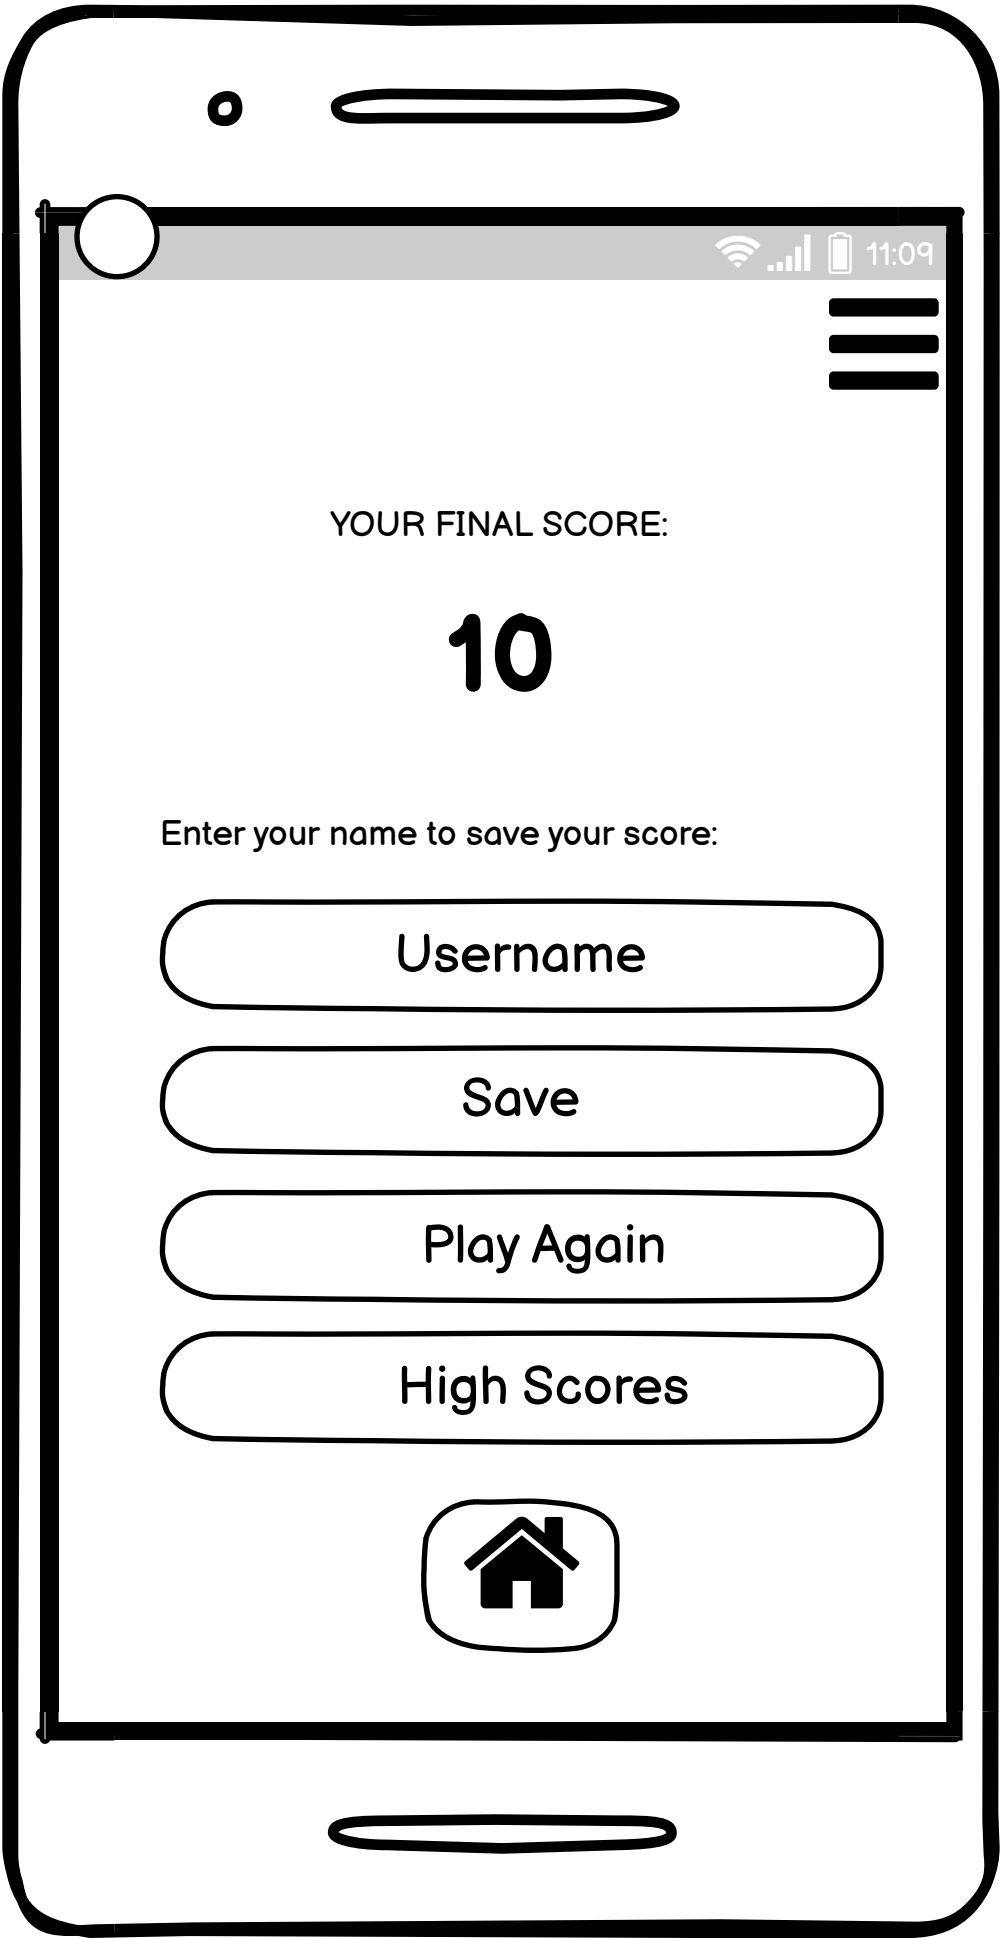 11:09
YOUR FINAL SCORE:
10
Enter your name to save your score:
Username
Save
Play Again
High Scores